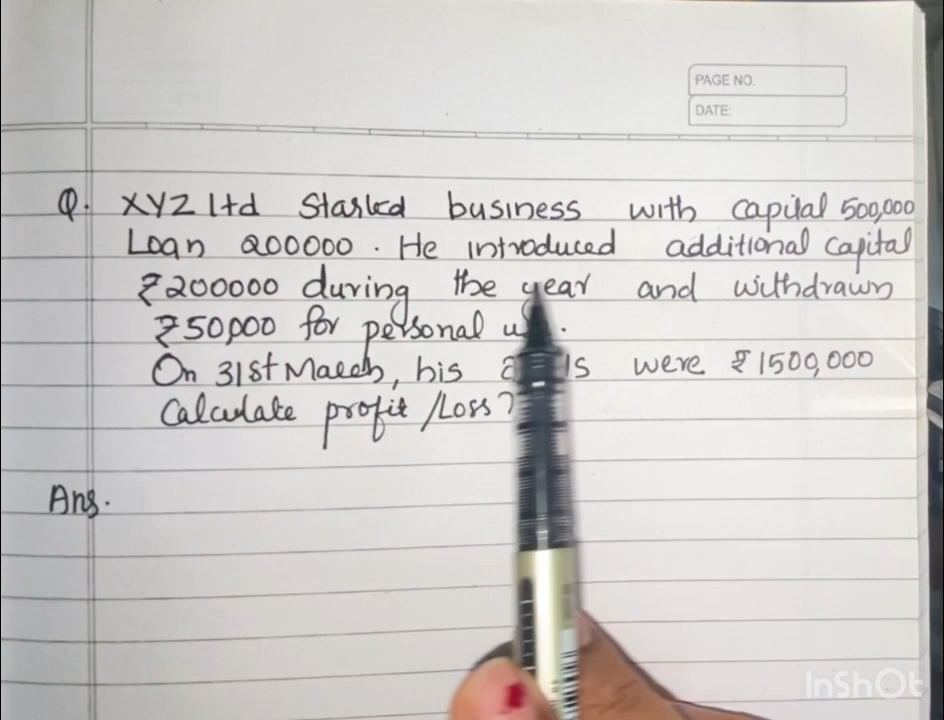 PAGE NO.
DATE:
Q. XYZ ltd Started business with capital 500,000
Loan 200000. He introduced additional capital
₹200000 during the year and withdrawn
₹50,000 for personal
On 31st March, his were ₹1500,000
Calculate profit /Loss?
Ans.
InShOt